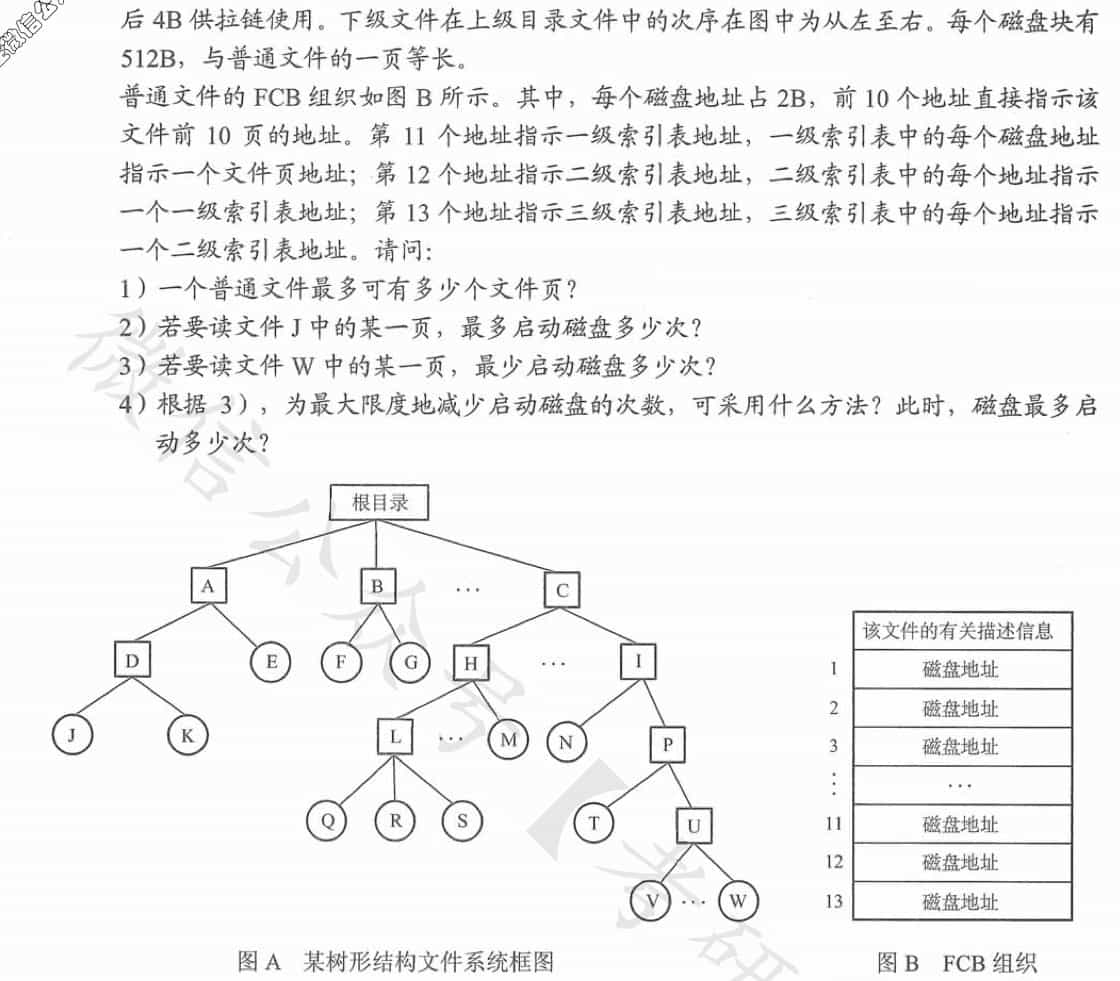 后 4B 供拉链使用。下级文件在上级目录文件中的次序在图中为从左至右。每个磁盘块有
512B，与普通文件的一页等长。
普通文件的 FCB 组织如图 B 所示。其中，每个磁盘地址占 2B，前 10 个地址直接指示该
文件前 10 页的地址。第 11 个地址指示一级索引表地址，一级索引表中的每个磁盘地址
指示一个文件页地址；第 12 个地址指示二级索引表地址，二级索引表中的每个地址指示
一个一级索引表地址；第 13 个地址指示三级索引表地址，三级索引表中的每个地址指示
一个二级索引表地址。请问：
1）一个普通文件最多可有多少个文件页？
2）若要读文件 J 中的某一页，最多启动磁盘多少次？
3）若要读文件 W 中的某一页，最少启动磁盘多少次？
4）根据 3），为最大限度地减少启动磁盘的次数，可采用什么方法？此时，磁盘最多启
动多少次？
根目录
A B … C
D E F G H … I
J K L … M N P
Q R S T U
V … W
图 A 某树形结构文件系统框图
该文件的有关描述信息
1 磁盘地址
2 磁盘地址
3 磁盘地址
⋮ …
11 磁盘地址
12 磁盘地址
13 磁盘地址
图 B FCB 组织
微信公众号【考研
微信公